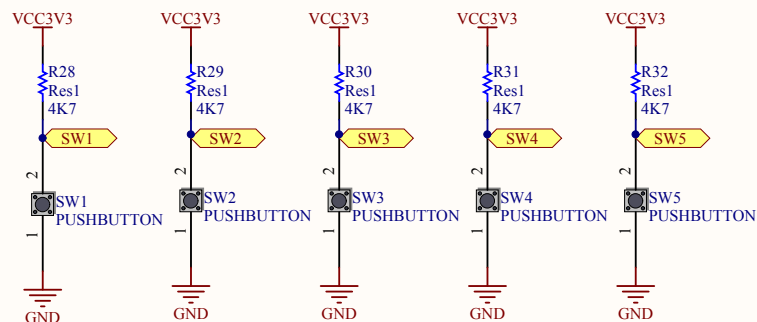 VCC3V3 VCC3V3 VCC3V3 VCC3V3 VCC3V3
R28 R29 R30 R31 R32
Res1 Res1 Res1 Res1 Res1
4K7 4K7 4K7 4K7 4K7
SW1 SW2 SW3 SW4 SW5
2 2 2 2 2
SW1 SW2 SW3 SW4 SW5
PUSHBUTTON PUSHBUTTON PUSHBUTTON PUSHBUTTON PUSHBUTTON
1 1 1 1 1
GND GND GND GND GND